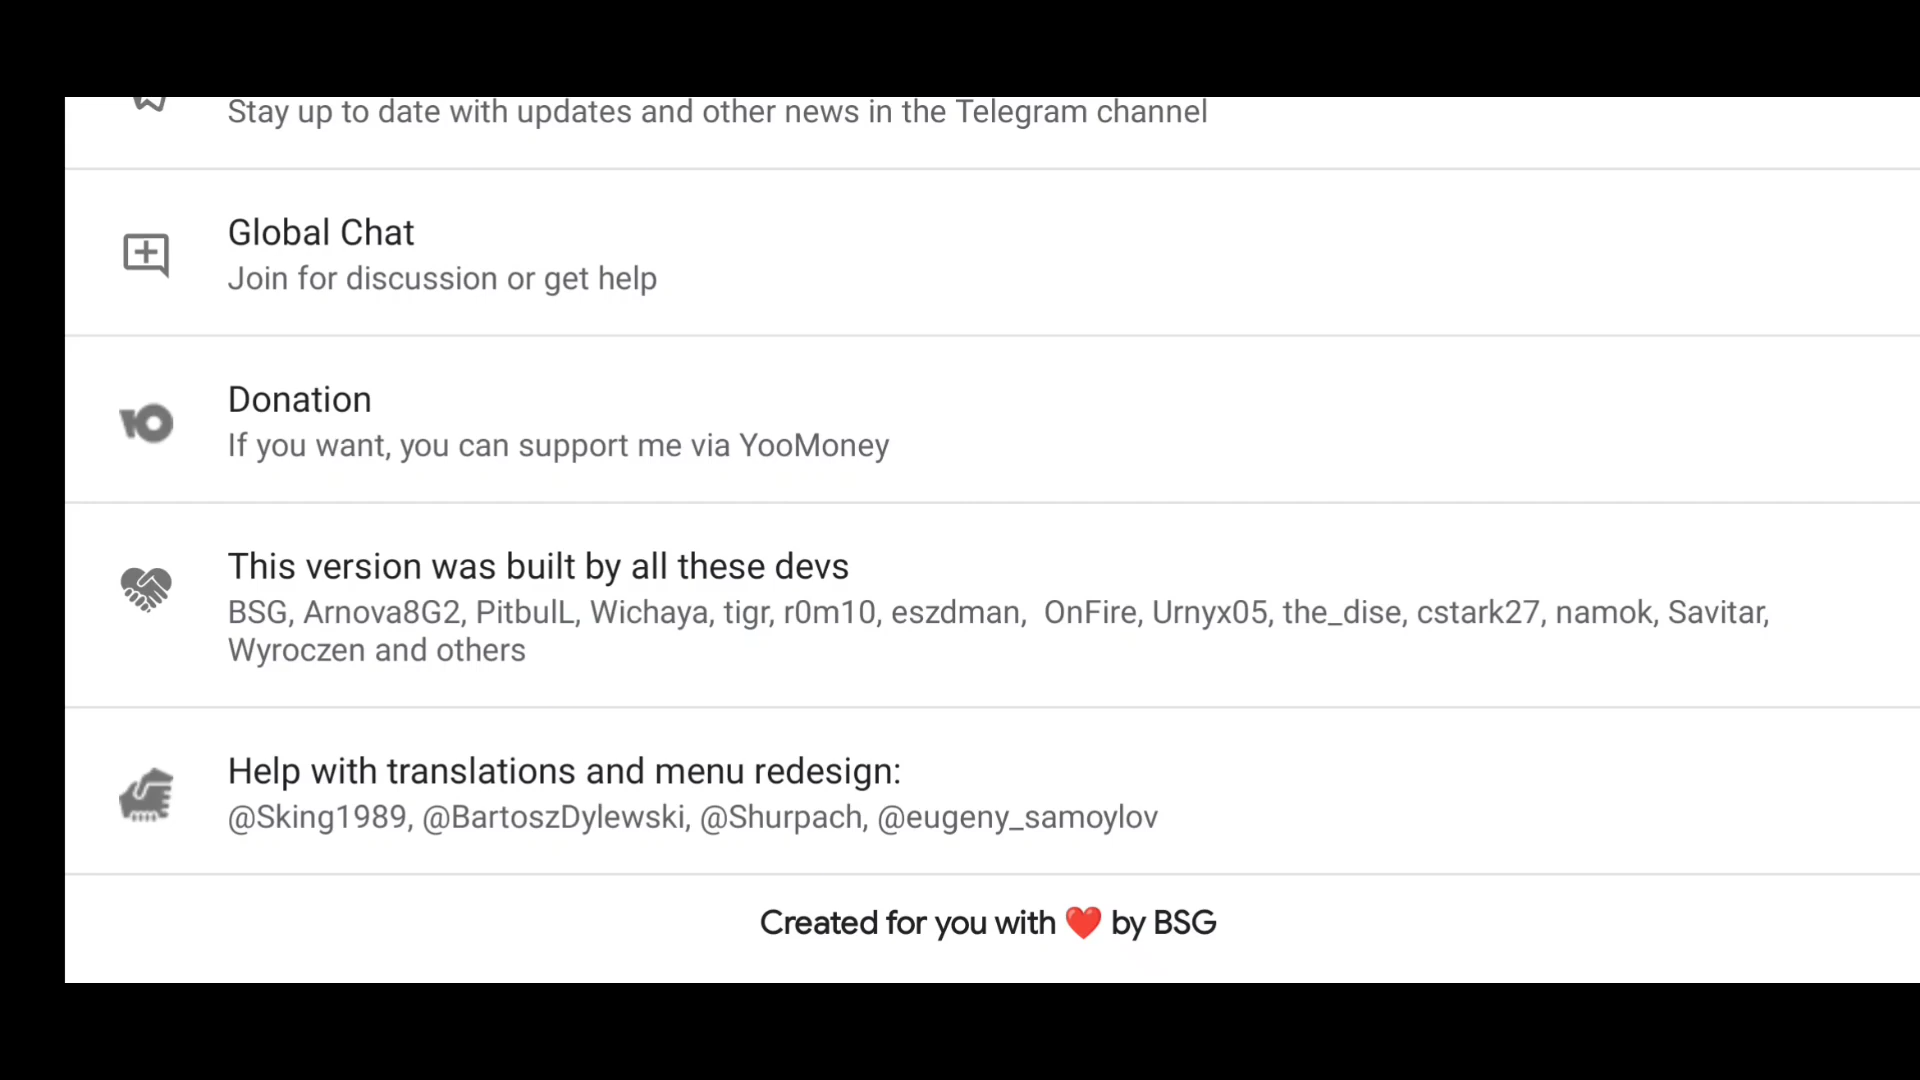 Stay up to date with updates and other news in the Telegram channel
Global Chat
Join for discussion or get help
Donation
If you want, you can support me via YooMoney
This version was built by all these devs
BSG, Arnova8G2, PitbulL, Wichaya, tigr, r0m10, eszdman,  OnFire, Urnyx05, the_dise, cstark27, namok, Savitar,
Wyroczen and others
Help with translations and menu redesign:
@Sking1989, @BartoszDylewski, @Shurpach, @eugeny_samoylov
Created for you with ❤️ by BSG